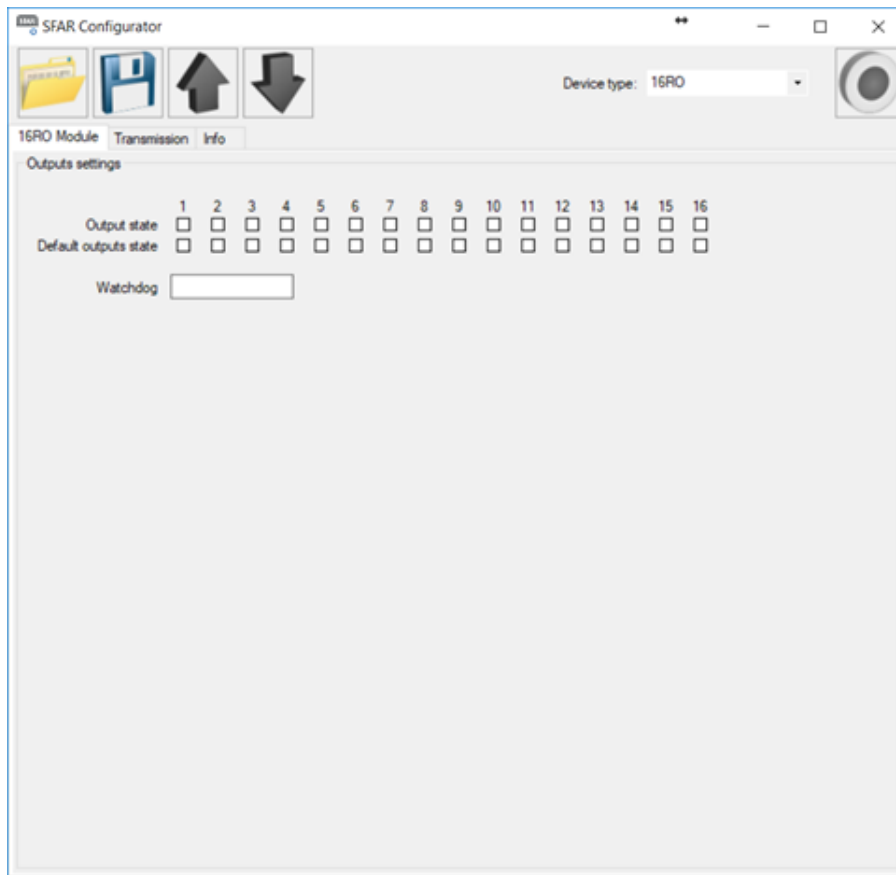 SFAR Configurator
Device type: 16RO
16RO Module Transmission Info
Outputs settings
1 2 3 4 5 6 7 8 9 10 11 12 13 14 15 16
Output state
Default outputs state
Watchdog